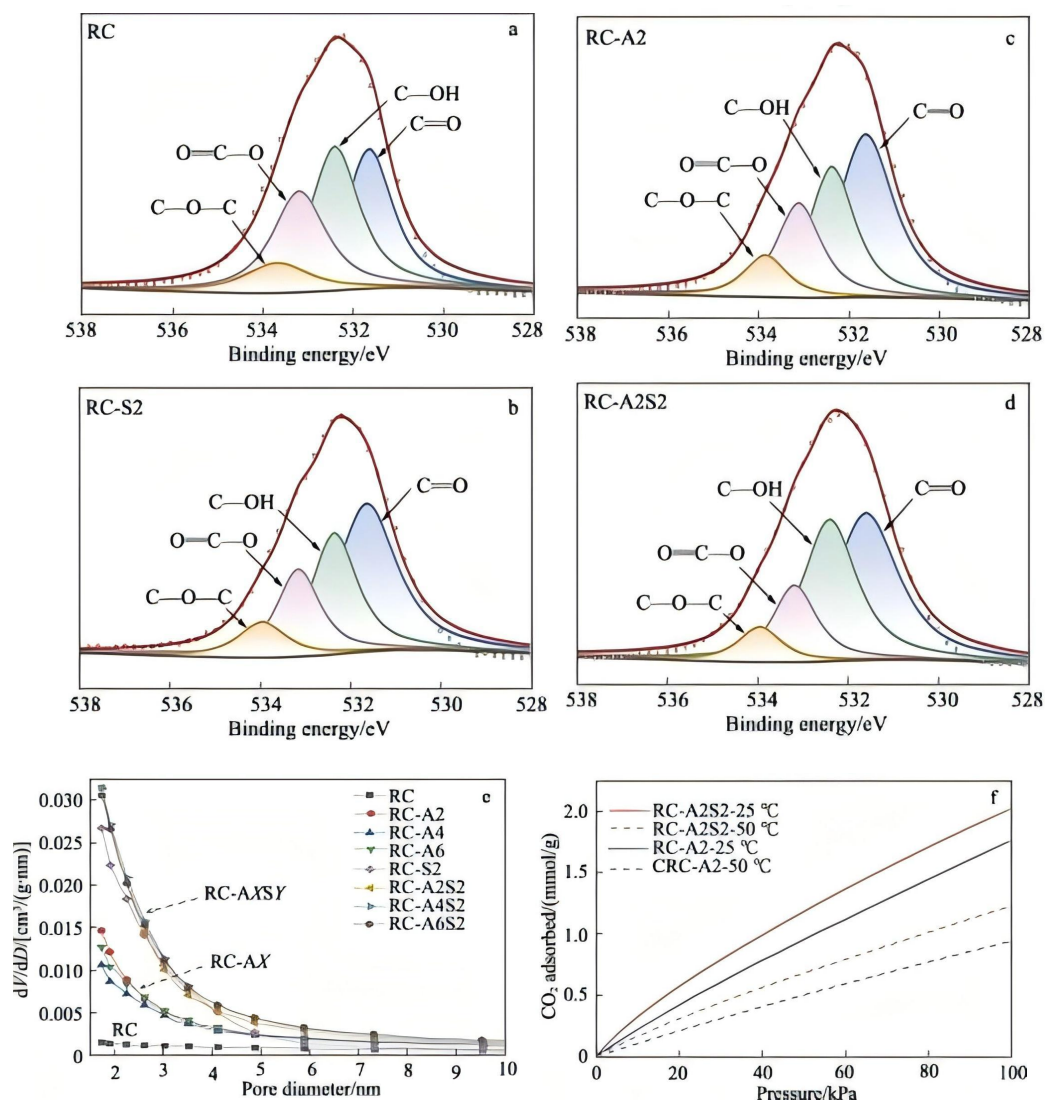 RC
a
C—OH
C=O
O=C—O
C—O—C
538 536 534 532 530 528
Binding energy/eV
RC-A2
c
C—OH
C—O
O=C—O
C—O—C
538 536 534 532 530 528
Binding energy/eV
RC-S2
b
C—OH
C=O
O=C—O
C—O—C
538 536 534 532 530 528
Binding energy/eV
RC-A2S2
d
C—OH
C=O
O=C—O
C—O—C
538 536 534 532 530 528
Binding energy/eV
e
dV/dD/[cm³/(g·nm)]
0.030
0.025
0.020
0.015
0.010
0.005
0
RC
RC-A2
RC-A4
RC-A6
RC-S2
RC-A2S2
RC-A4S2
RC-A6S2
RC-AXSY
RC-AX
RC
2 3 4 5 6 7 8 9 10
Pore diameter/nm
f
CO₂ adsorbed/(mmol/g)
2.0
1.5
1.0
0.5
0
RC-A2S2-25 ℃
RC-A2S2-50 ℃
RC-A2-25 ℃
CRC-A2-50 ℃
0 20 40 60 80 100
Pressure/kPa